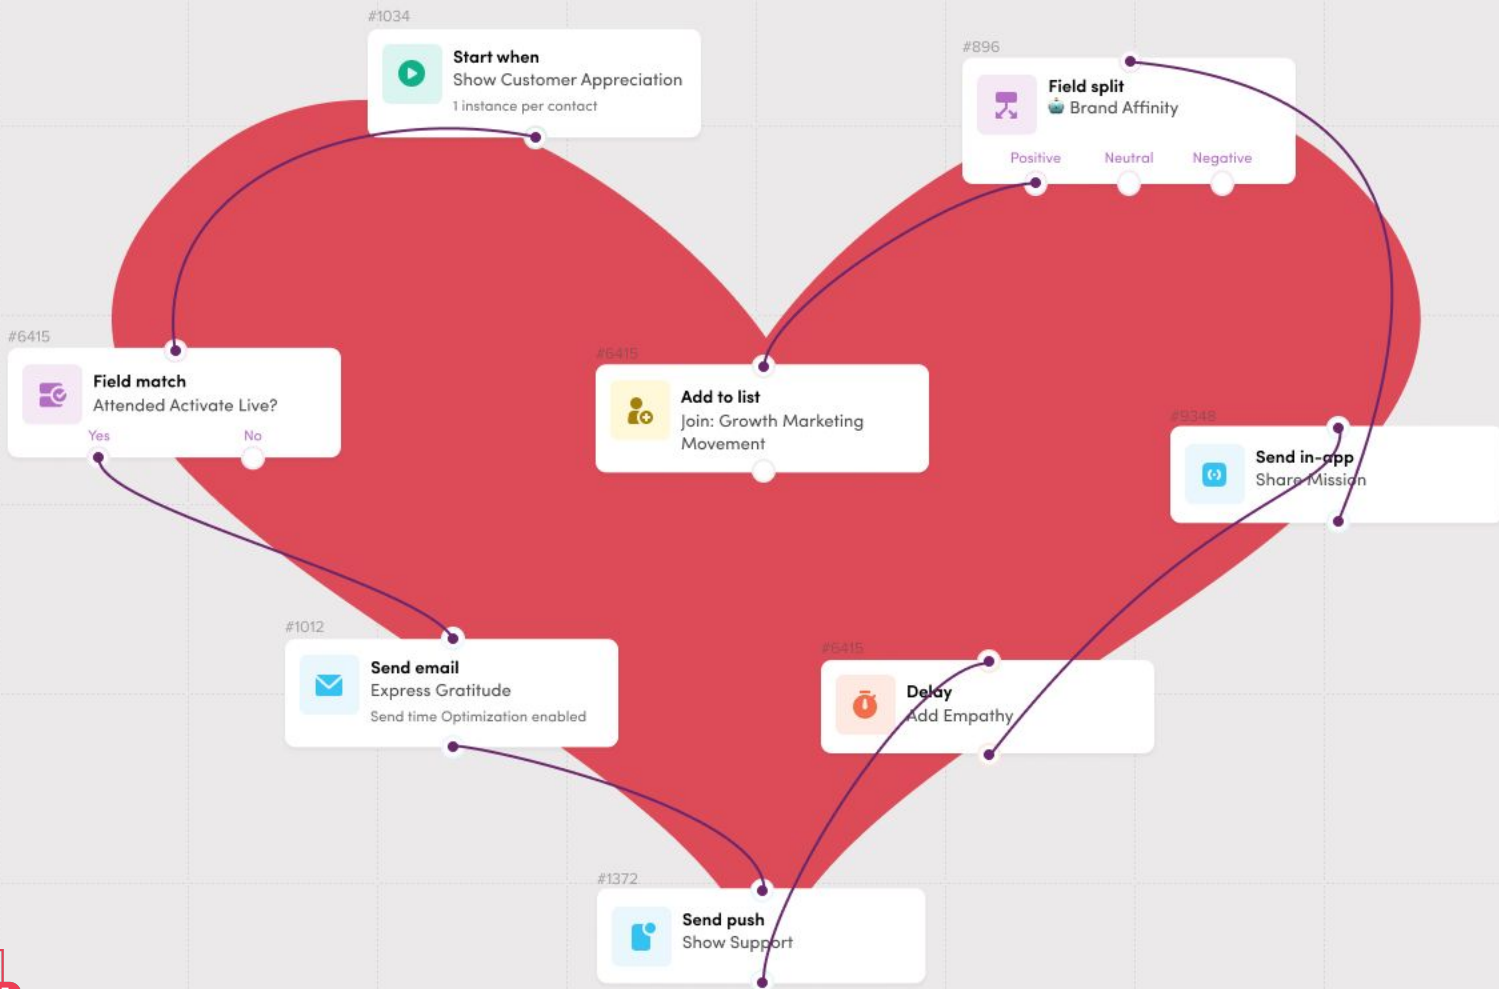 #1034
Start when
Show Customer Appreciation
1 instance per contact
#896
Field split
Brand Affinity
Positive Neutral Negative
#6415
Field match
Attended Activate Live?
Yes No
#6415
Add to list
Join: Growth Marketing
Movement
#9348
Send in-app
Share Mission
#1012
Send email
Express Gratitude
Send time Optimization enabled
#6415
Delay
Add Empathy
#1372
Send push
Show Support